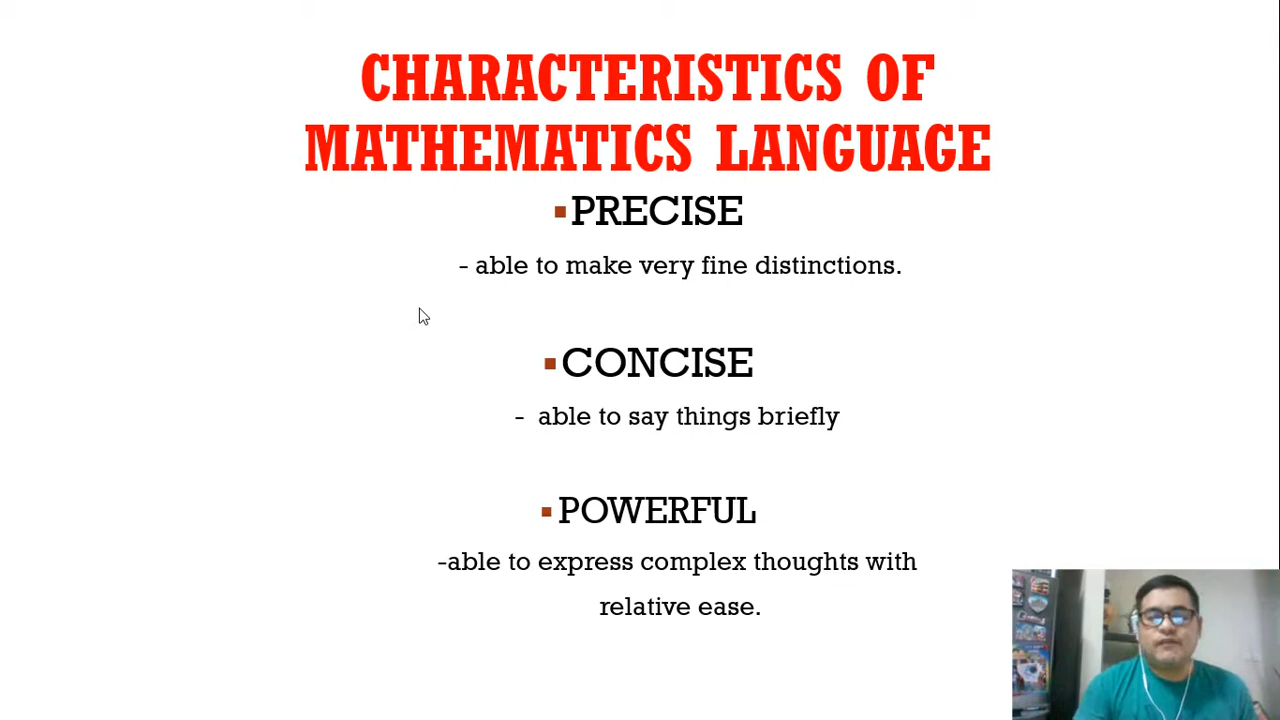 CHARACTERISTICS OF
MATHEMATICS LANGUAGE
▪PRECISE
- able to make very fine distinctions.
▪CONCISE
- able to say things briefly
▪POWERFUL
-able to express complex thoughts with
relative ease.